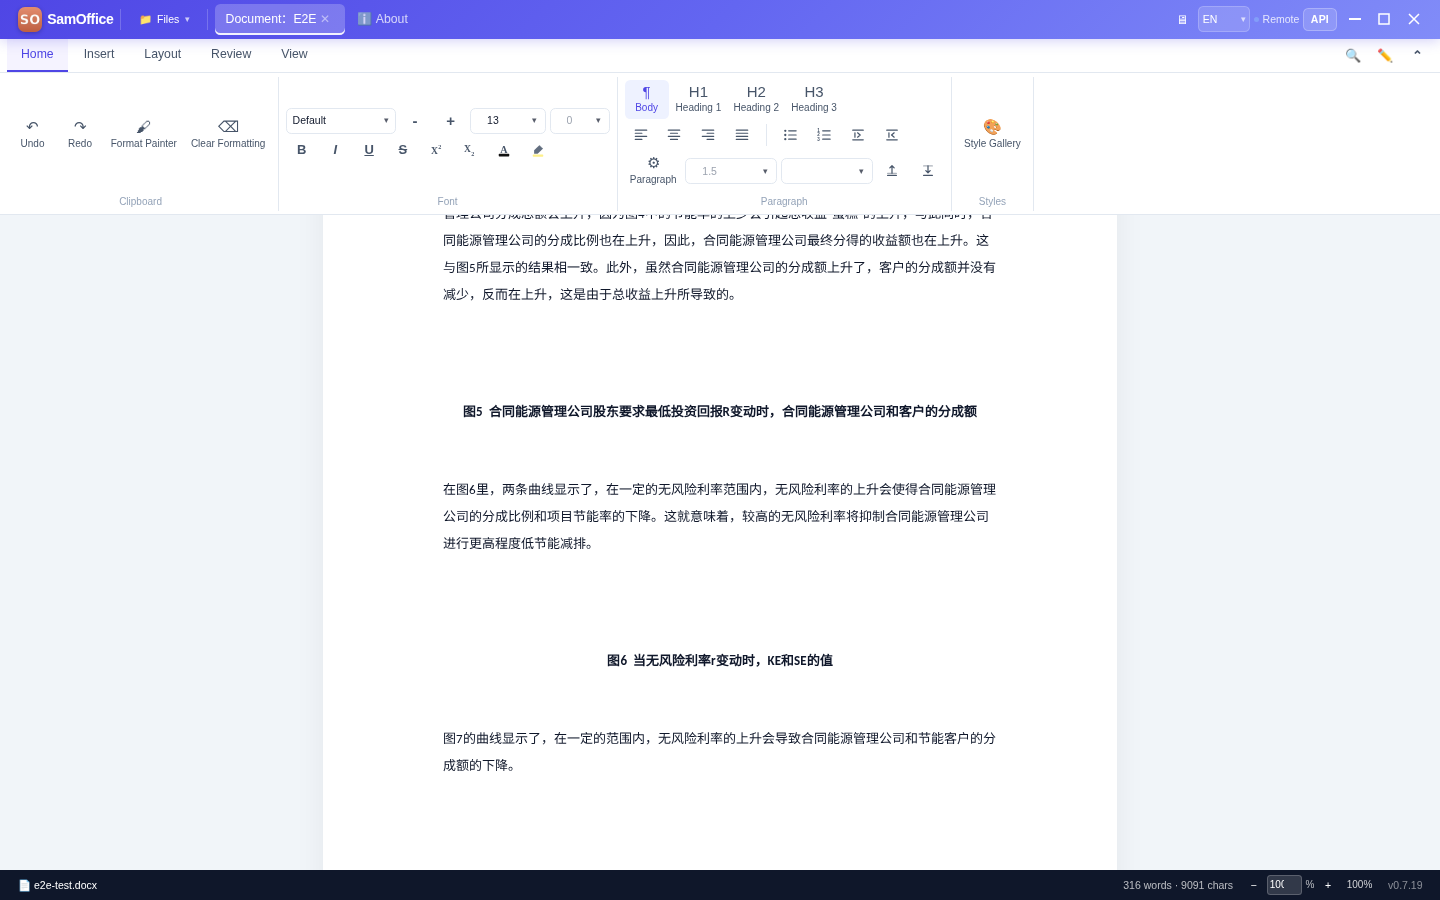 SO SamOffice
Files
Document：E2E
About
EN
Remote
API
Home
Insert
Layout
Review
View
Undo
Redo
Format Painter
Clear Formatting
Clipboard
Default
-
+
13
0
B
I
U
S
X²
X₂
A
Font
¶ Body
H1 Heading 1
H2 Heading 2
H3 Heading 3
Paragraph
1.5
Paragraph
Style Gallery
Styles
同能源管理公司的分成比例也在上升，因此，合同能源管理公司最终分得的收益额也在上升。这
与图5所显示的结果相一致。此外，虽然合同能源管理公司的分成额上升了，客户的分成额并没有
减少，反而在上升，这是由于总收益上升所导致的。
图5 合同能源管理公司股东要求最低投资回报R变动时，合同能源管理公司和客户的分成额
在图6里，两条曲线显示了，在一定的无风险利率范围内，无风险利率的上升会使得合同能源管理
公司的分成比例和项目节能率的下降。这就意味着，较高的无风险利率将抑制合同能源管理公司
进行更高程度低节能减排。
图6 当无风险利率r变动时，KE和SE的值
图7的曲线显示了，在一定的范围内，无风险利率的上升会导致合同能源管理公司和节能客户的分
成额的下降。
e2e-test.docx
316 words · 9091 chars
−
100
%
+
100%
v0.7.19